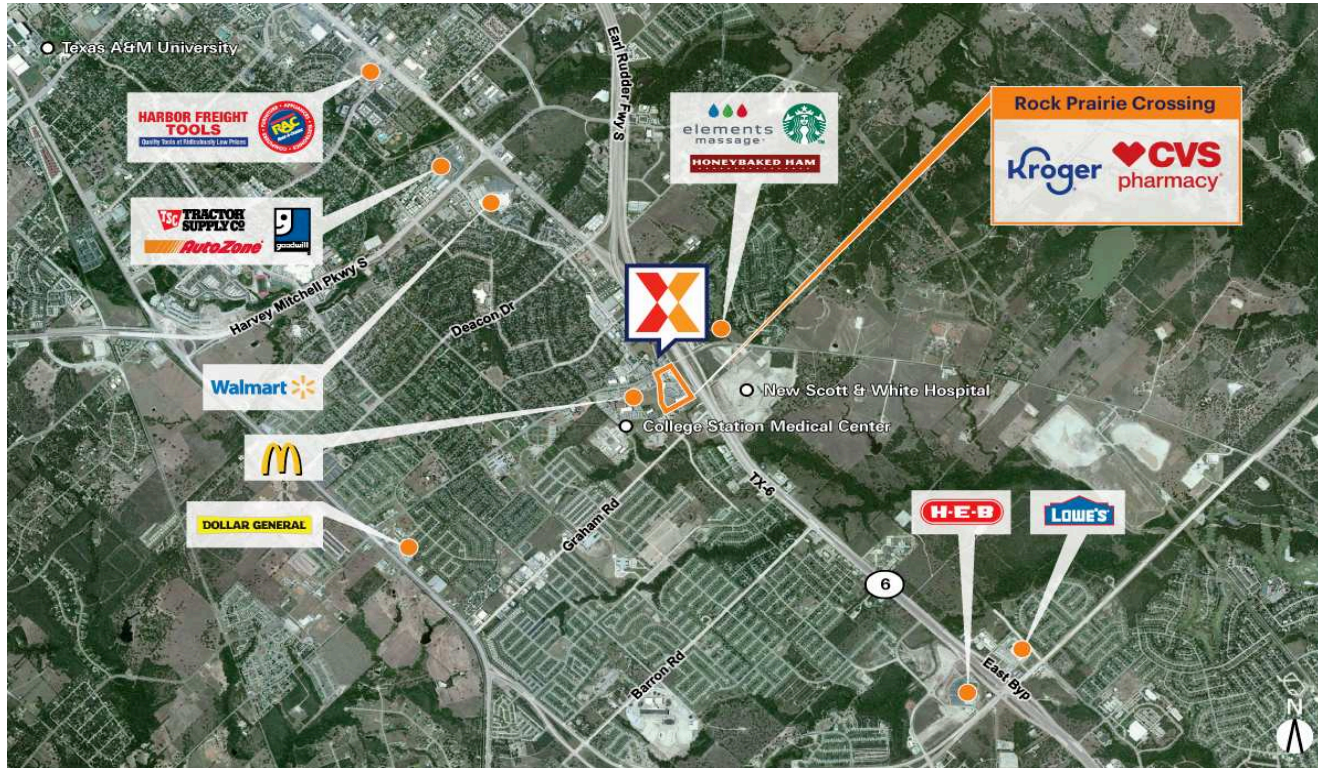 Texas A&M University
HARBOR FREIGHT
TOOLS
Quality Tools at Ridiculously Low Prices
RAC
TSC TRACTOR
SUPPLY CO
AutoZone
goodwill
Harvey Mitchell Pkwy S
Deacon Dr
Walmart
DOLLAR GENERAL
Earl Rudder Fwy S
elements
massage
HONEYBAKED HAM
Rock Prairie Crossing
Kroger
CVS
pharmacy
New Scott & White Hospital
College Station Medical Center
Graham Rd
TX-6
Barron Rd
6
H-E-B
LOWE'S
East Byp
N